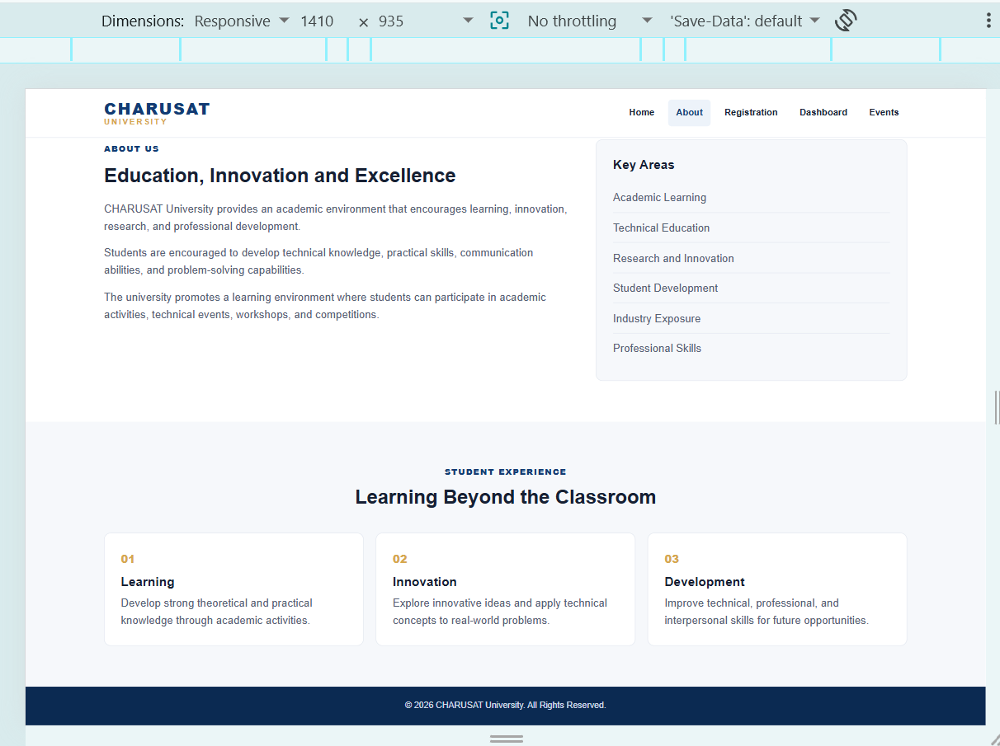 Dimensions: Responsive 1410 × 935 No throttling 'Save-Data': default
CHARUSAT
UNIVERSITY
Home About Registration Dashboard Events
ABOUT US
Education, Innovation and Excellence
CHARUSAT University provides an academic environment that encourages learning, innovation,
research, and professional development.
Students are encouraged to develop technical knowledge, practical skills, communication
abilities, and problem-solving capabilities.
The university promotes a learning environment where students can participate in academic
activities, technical events, workshops, and competitions.
Key Areas
Academic Learning
Technical Education
Research and Innovation
Student Development
Industry Exposure
Professional Skills
STUDENT EXPERIENCE
Learning Beyond the Classroom
01
Learning
Develop strong theoretical and practical
knowledge through academic activities.
02
Innovation
Explore innovative ideas and apply technical
concepts to real-world problems.
03
Development
Improve technical, professional, and
interpersonal skills for future opportunities.
© 2026 CHARUSAT University. All Rights Reserved.